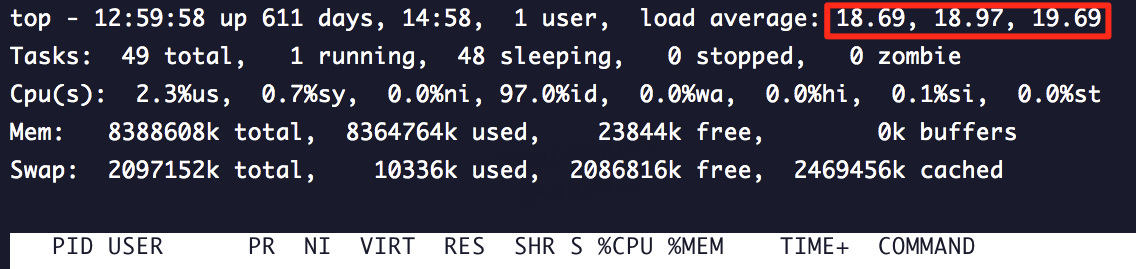 top - 12:59:58 up 611 days, 14:58,  1 user,  load average: 18.69, 18.97, 19.69
Tasks:  49 total,   1 running,  48 sleeping,   0 stopped,   0 zombie
Cpu(s):  2.3%us,  0.7%sy,  0.0%ni, 97.0%id,  0.0%wa,  0.0%hi,  0.1%si,  0.0%st
Mem:   8388608k total,  8364764k used,    23844k free,        0k buffers
Swap:  2097152k total,    10336k used,  2086816k free,  2469456k cached
PID USER      PR  NI  VIRT  RES  SHR S %CPU %MEM    TIME+  COMMAND